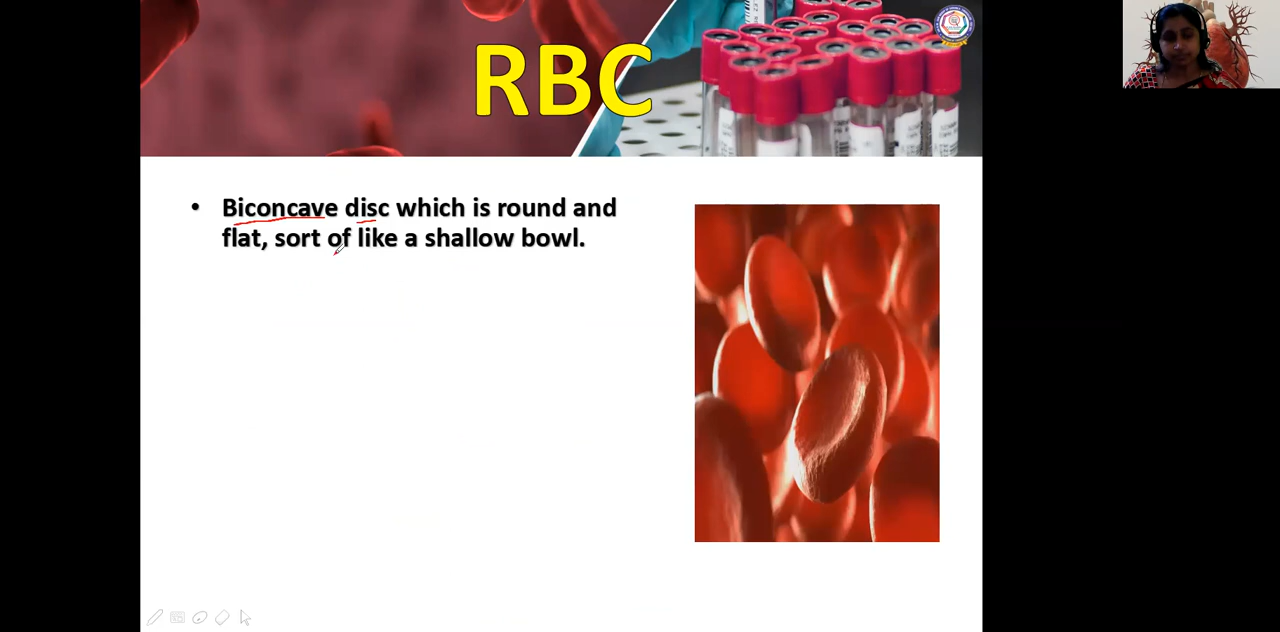 RBC
• Biconcave disc which is round and
flat, sort of like a shallow bowl.